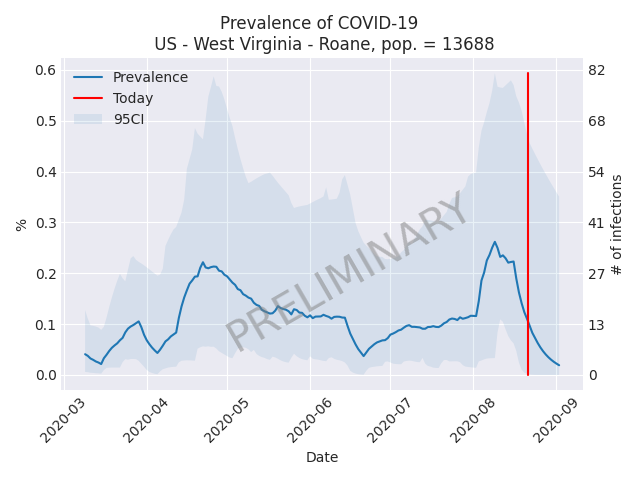 Prevalence of COVID-19
US - West Virginia - Roane, pop. = 13688
Prevalence
Today
95CI
PRELIMINARY
%
0.6
0.5
0.4
0.3
0.2
0.1
0.0
82
68
54
41
27
13
0
# of infections
2020-03
2020-04
2020-05
2020-06
2020-07
2020-08
2020-09
Date